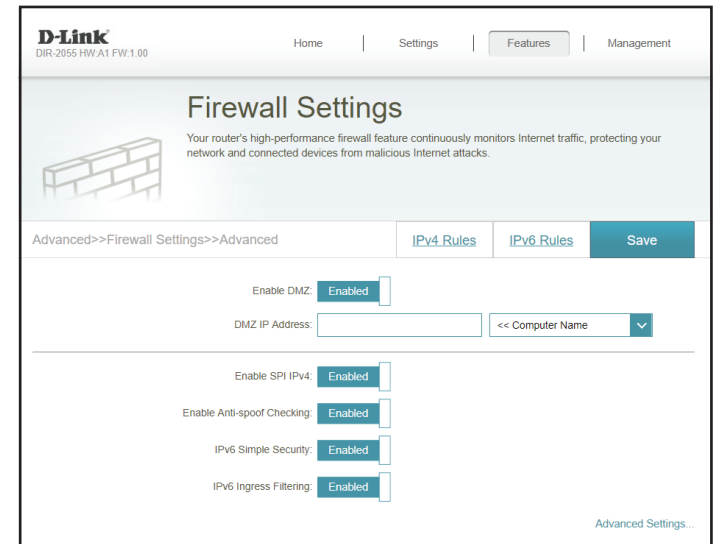 D-Link
DIR-2055 HW:A1 FW:1.00
Home
Settings
Features
Management
Firewall Settings
Your router's high-performance firewall feature continuously monitors Internet traffic, protecting your
network and connected devices from malicious Internet attacks.
Advanced>>Firewall Settings>>Advanced
IPv4 Rules
IPv6 Rules
Save
Enable DMZ: Enabled
DMZ IP Address: << Computer Name
Enable SPI IPv4: Enabled
Enable Anti-spoof Checking: Enabled
IPv6 Simple Security: Enabled
IPv6 Ingress Filtering: Enabled
Advanced Settings...